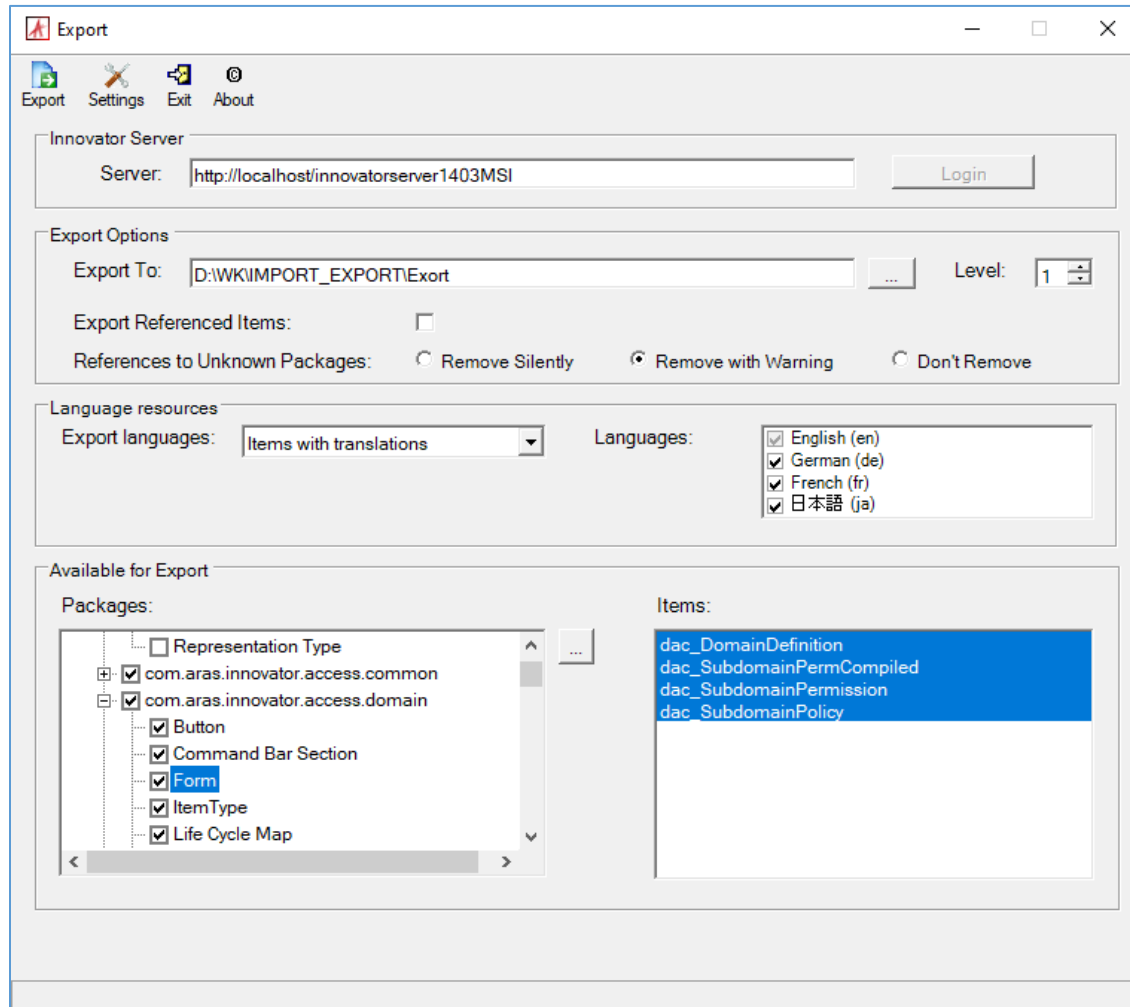 Export
Export Settings Exit About
Innovator Server
Server: http://localhost/innovatorserver1403MSI Login
Export Options
Export To: D:\WK\IMPORT_EXPORT\Exort ... Level: 1
Export Referenced Items:
References to Unknown Packages: Remove Silently Remove with Warning Don't Remove
Language resources
Export languages: Items with translations Languages: English (en)
German (de)
French (fr)
日本語 (ja)
Available for Export
Packages:
Representation Type
com.aras.innovator.access.common
com.aras.innovator.access.domain
Button
Command Bar Section
Form
ItemType
Life Cycle Map
...
Items:
dac_DomainDefinition
dac_SubdomainPermCompiled
dac_SubdomainPermission
dac_SubdomainPolicy